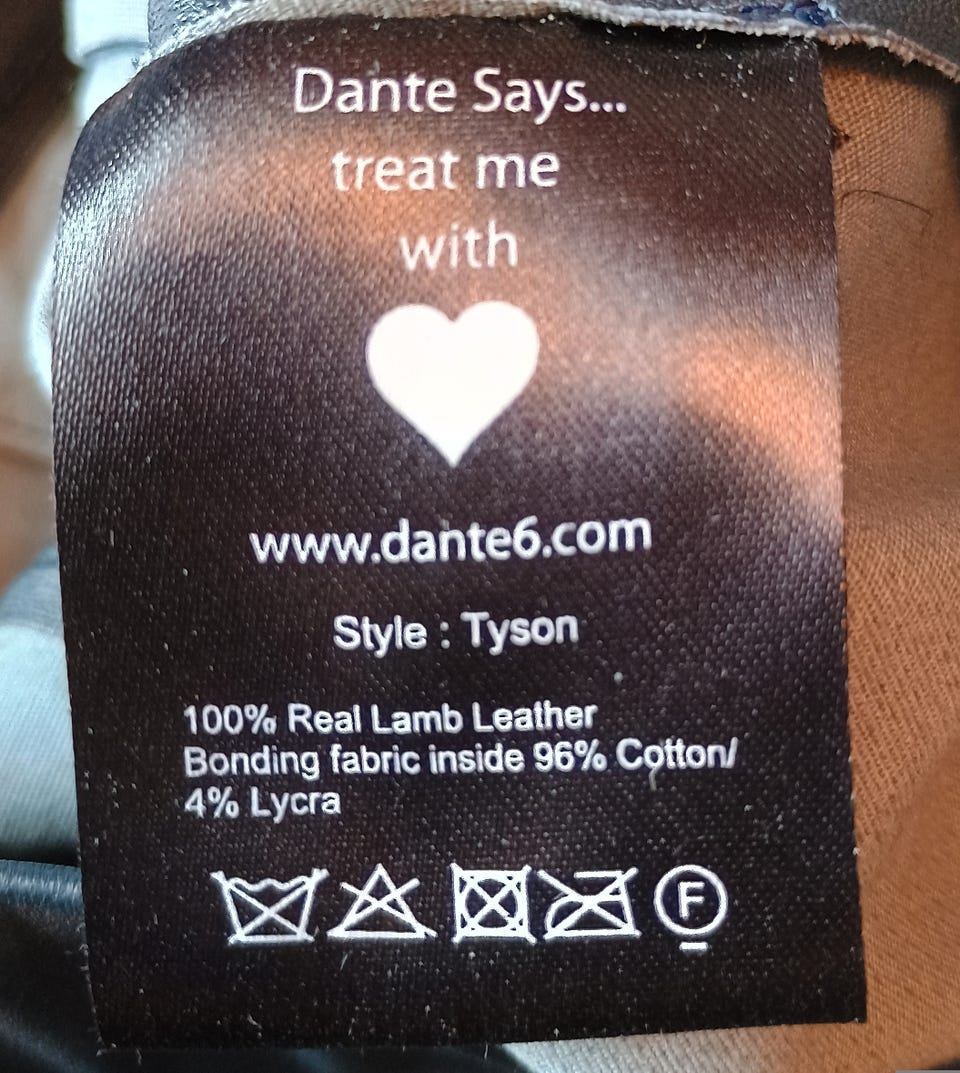 Dante Says...
treat me
with
www.dante6.com
Style : Tyson
100% Real Lamb Leather
Bonding fabric inside 96% Cotton/
4% Lycra
F